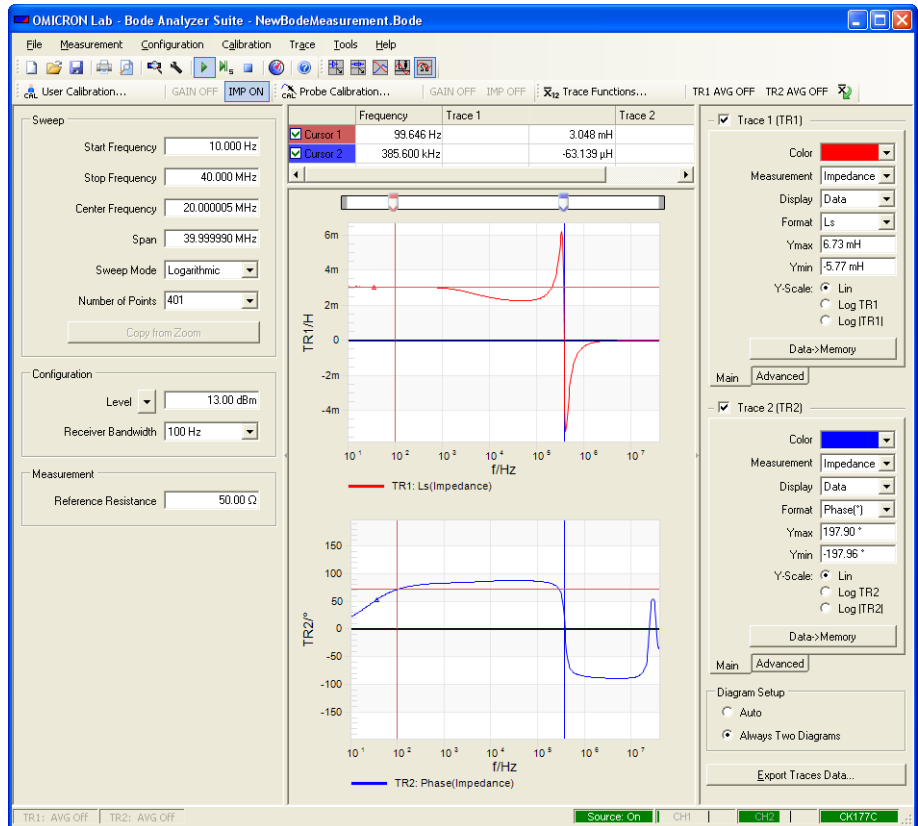 OMICRON Lab - Bode Analyzer Suite - NewBodeMeasurement.Bode
File Measurement Configuration Calibration Trace Tools Help
User Calibration... GAIN OFF IMP ON Probe Calibration... GAIN OFF IMP OFF Trace Functions... TR1 AVG OFF TR2 AVG OFF
Sweep
Start Frequency 10.000 Hz
Stop Frequency 40.000 MHz
Center Frequency 20.000005 MHz
Span 39.999990 MHz
Sweep Mode Logarithmic
Number of Points 401
Copy from Zoom
Configuration
Level 13.00 dBm
Receiver Bandwidth 100 Hz
Measurement
Reference Resistance 50.00 Ω
Frequency Trace 1 Trace 2
Cursor 1 99.646 Hz 3.048 mH
Cursor 2 385.600 kHz -63.139 µH
6m
4m
2m
0
-2m
-4m
TR1/H
10¹ 10² 10³ 10⁴ 10⁵ 10⁶ 10⁷
f/Hz
TR1: Ls(Impedance)
150
100
50
0
-50
-100
-150
TR2/°
10¹ 10² 10³ 10⁴ 10⁵ 10⁶ 10⁷
f/Hz
TR2: Phase(Impedance)
Trace 1 (TR1)
Color
Measurement Impedance
Display Data
Format Ls
Ymax 6.73 mH
Ymin -5.77 mH
Y-Scale: Lin
Log TR1
Log |TR1|
Data->Memory
Main Advanced
Trace 2 (TR2)
Color
Measurement Impedance
Display Data
Format Phase(°)
Ymax 197.90 °
Ymin -197.96 °
Y-Scale: Lin
Log TR2
Log |TR2|
Data->Memory
Main Advanced
Diagram Setup
Auto
Always Two Diagrams
Export Traces Data...
TR1: AVG Off TR2: AVG Off Source: On CH1 CH2 CK177C